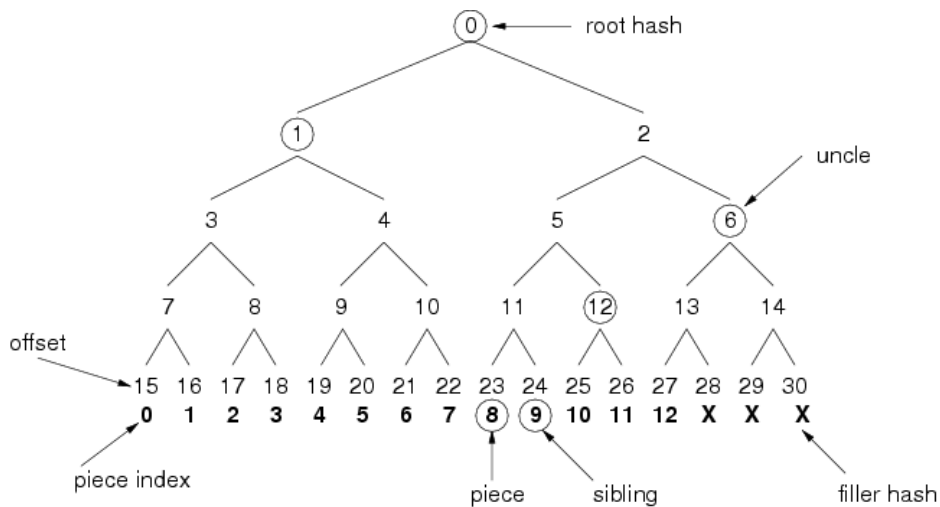 0 root hash
1 2
uncle
3 4 5 6
7 8 9 10 11 12 13 14
offset
15 16 17 18 19 20 21 22 23 24 25 26 27 28 29 30
0 1 2 3 4 5 6 7 8 9 10 11 12 X X X
piece index piece sibling filler hash